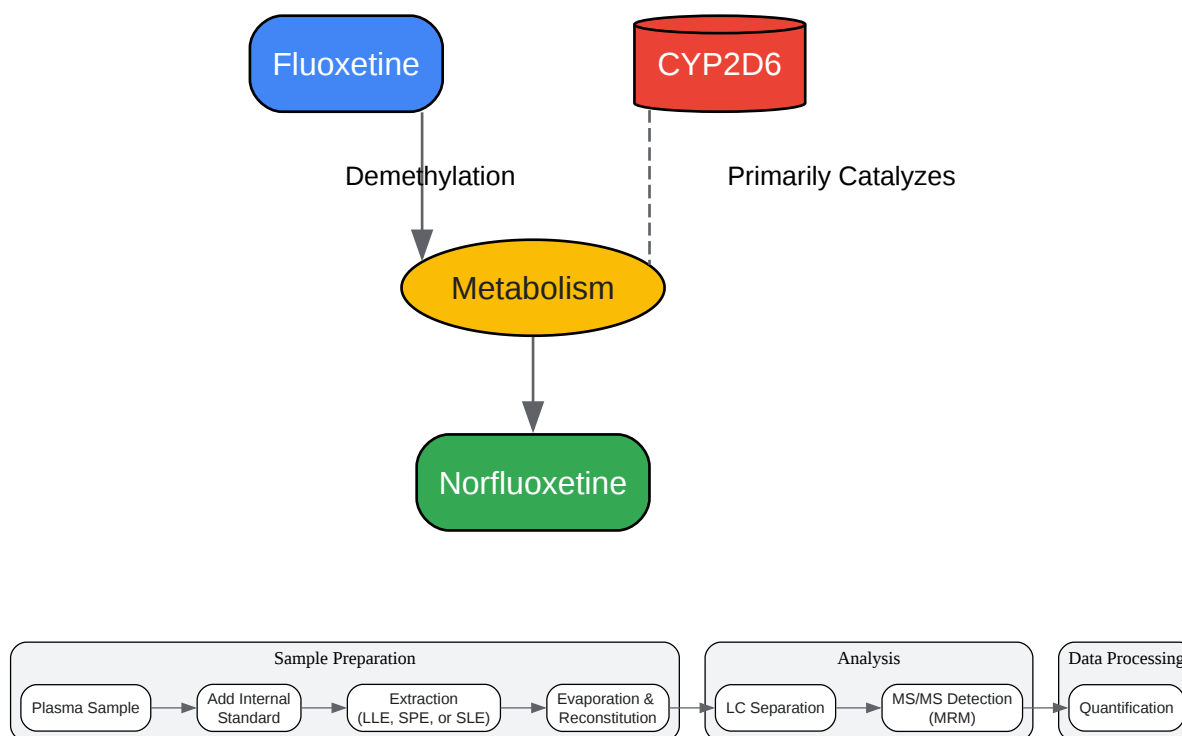 Fluoxetine
CYP2D6
Demethylation
Primarily Catalyzes
Metabolism
Norfluoxetine
Sample Preparation
Plasma Sample
Add Internal
Standard
Extraction
(LLE, SPE, or SLE)
Evaporation &
Reconstitution
Analysis
LC Separation
MS/MS Detection
(MRM)
Data Processing
Quantification